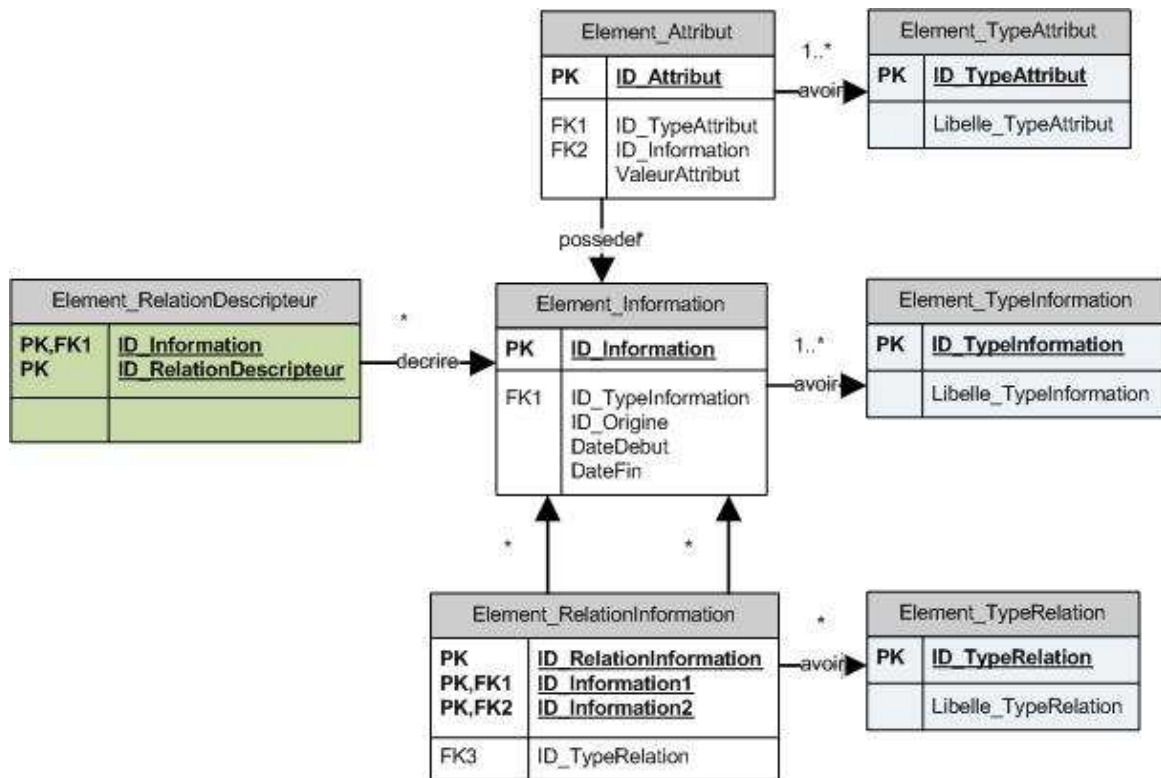 Element_Attribut
PK ID_Attribut
FK1 ID_TypeAttribut
FK2 ID_Information
ValeurAttribut
1..*
avoir
Element_TypeAttribut
PK ID_TypeAttribut
Libelle_TypeAttribut
posseder*
Element_RelationDescripteur
PK,FK1 ID_Information
PK ID_RelationDescripteur
*
decrire
Element_Information
PK ID_Information
FK1 ID_TypeInformation
ID_Origine
DateDebut
DateFin
1..*
avoir
Element_TypeInformation
PK ID_TypeInformation
Libelle_TypeInformation
*
*
Element_RelationInformation
PK ID_RelationInformation
PK,FK1 ID_Information1
PK,FK2 ID_Information2
FK3 ID_TypeRelation
*
avoir
Element_TypeRelation
PK ID_TypeRelation
Libelle_TypeRelation